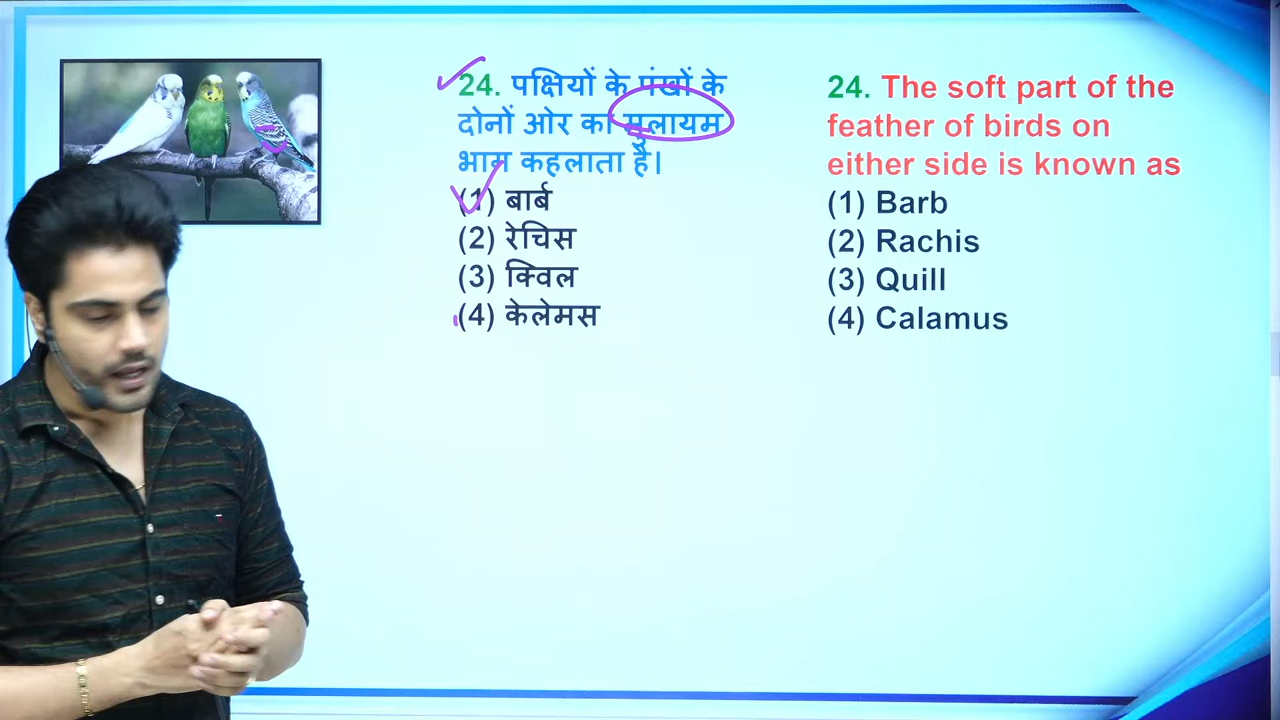 24. पक्षियों के पंखों के
दोनों ओर का मुलायम
भाग कहलाता है।
(1) बार्ब
(2) रेचिस
(3) क्विल
(4) केलेमस
24. The soft part of the
feather of birds on
either side is known as
(1) Barb
(2) Rachis
(3) Quill
(4) Calamus